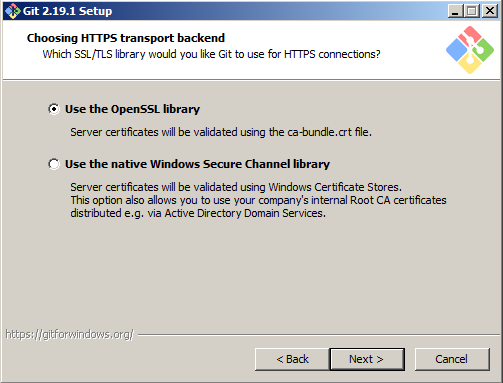 Git 2.19.1 Setup
Choosing HTTPS transport backend
Which SSL/TLS library would you like Git to use for HTTPS connections?
Use the OpenSSL library
Server certificates will be validated using the ca-bundle.crt file.
Use the native Windows Secure Channel library
Server certificates will be validated using Windows Certificate Stores.
This option also allows you to use your company's internal Root CA certificates
distributed e.g. via Active Directory Domain Services.
https://gitforwindows.org/
< Back Next > Cancel